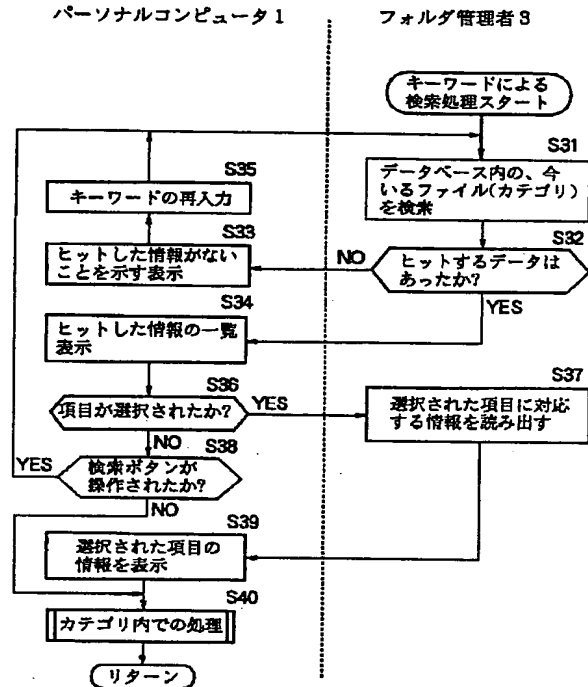 パーソナルコンピュータ1
フォルダ管理者3
キーワードによる
検索処理スタート
S31
データベース内の、今
いるファイル(カテゴリ)
を検索
S32
ヒットするデータは
あったか?
NO
YES
S35
キーワードの再入力
S33
ヒットした情報がない
ことを示す表示
S34
ヒットした情報の一覧
表示
S36
項目が選択されたか?
YES
NO
S37
選択された項目に対応
する情報を読み出す
S38
検索ボタンが
操作されたか?
YES
NO
S39
選択された項目の
情報を表示
S40
カテゴリ内での処理
リターン